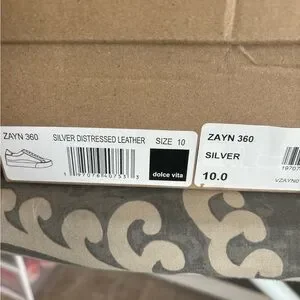 ZAYN 360 SILVER DISTRESSED LEATHER SIZE 10
dolce vita
ZAYN 360
SILVER
10.0